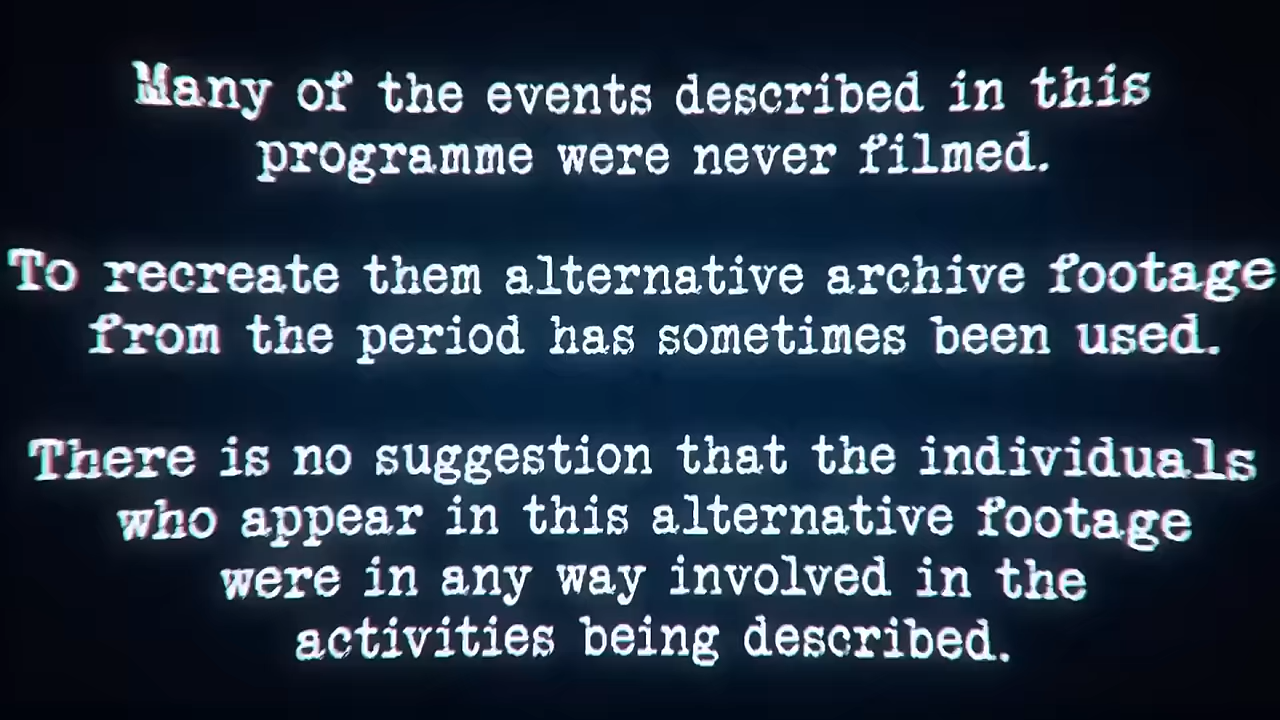 Many of the events described in this
programme were never filmed.
To recreate them alternative archive footage
from the period has sometimes been used.
There is no suggestion that the individuals
who appear in this alternative footage
were in any way involved in the
activities being described.